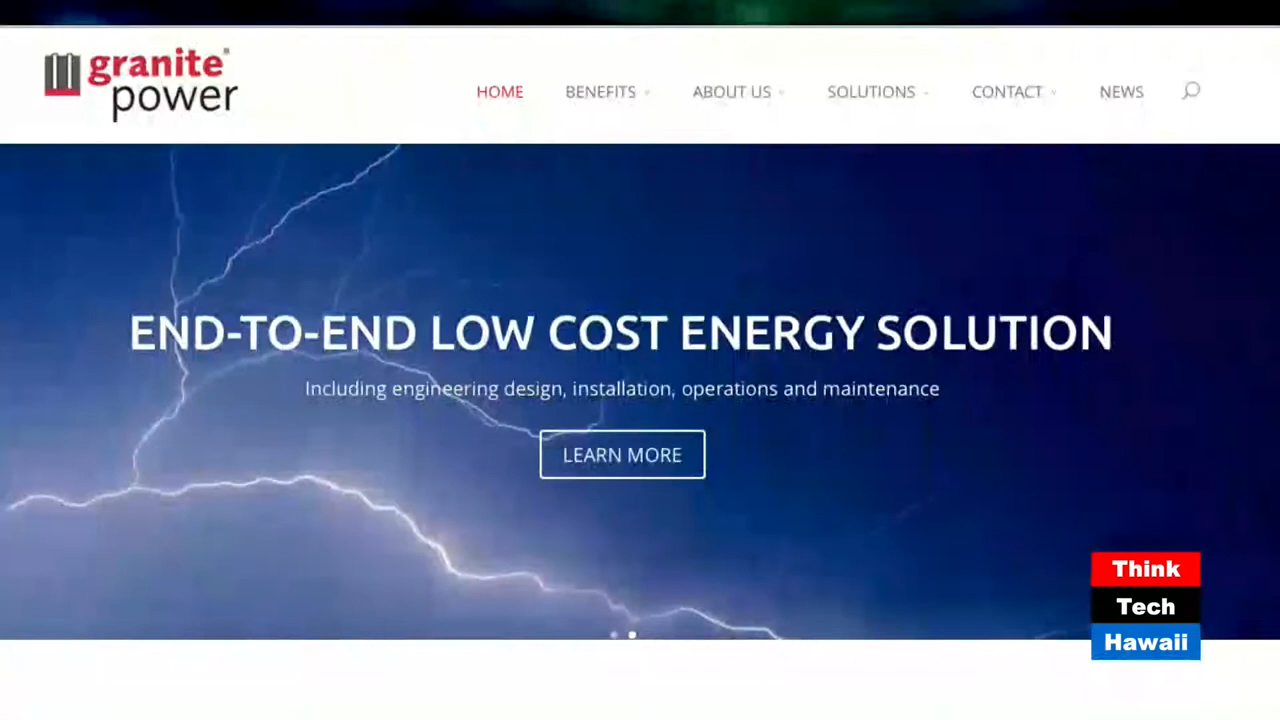 granite®
power
HOME BENEFITS ABOUT US SOLUTIONS CONTACT NEWS
END-TO-END LOW COST ENERGY SOLUTION
Including engineering design, installation, operations and maintenance
LEARN MORE
Think
Tech
Hawaii